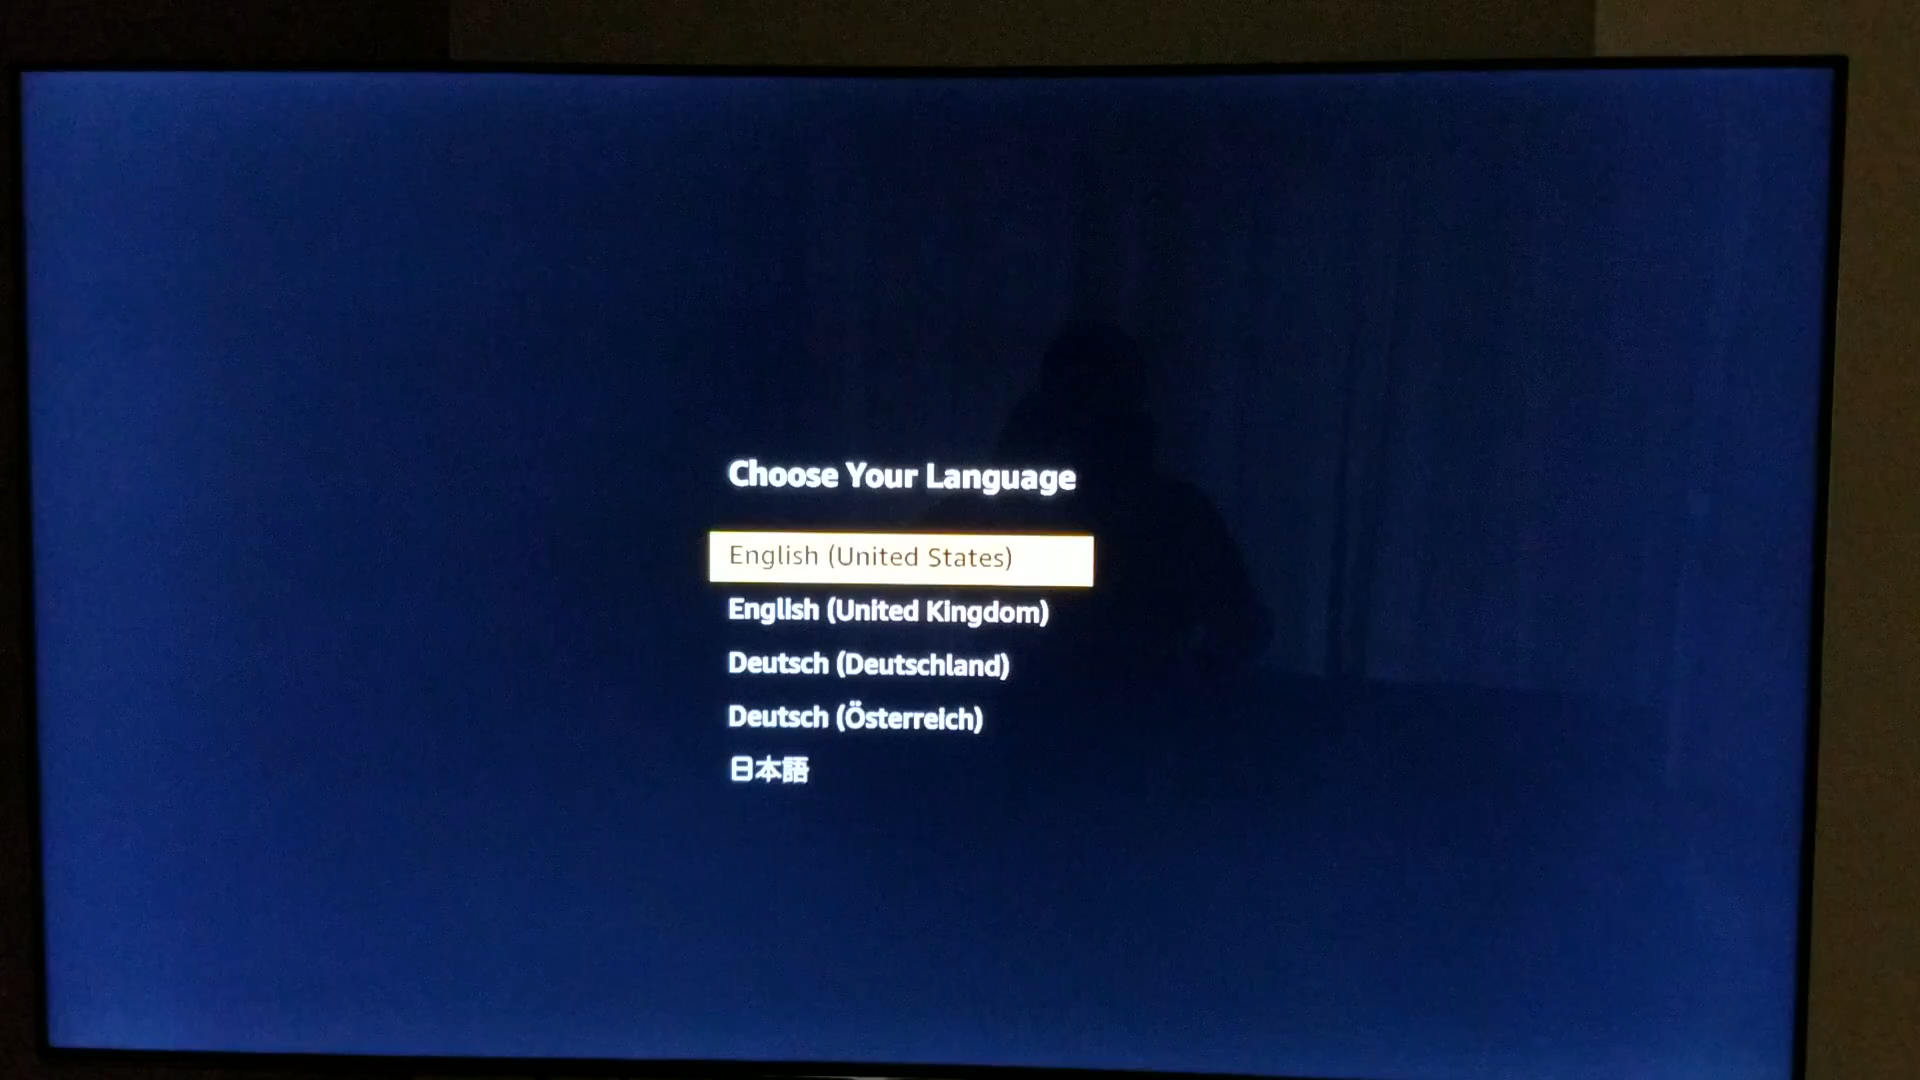 Choose Your Language
English (United States)
English (United Kingdom)
Deutsch (Deutschland)
Deutsch (Österreich)
日本語